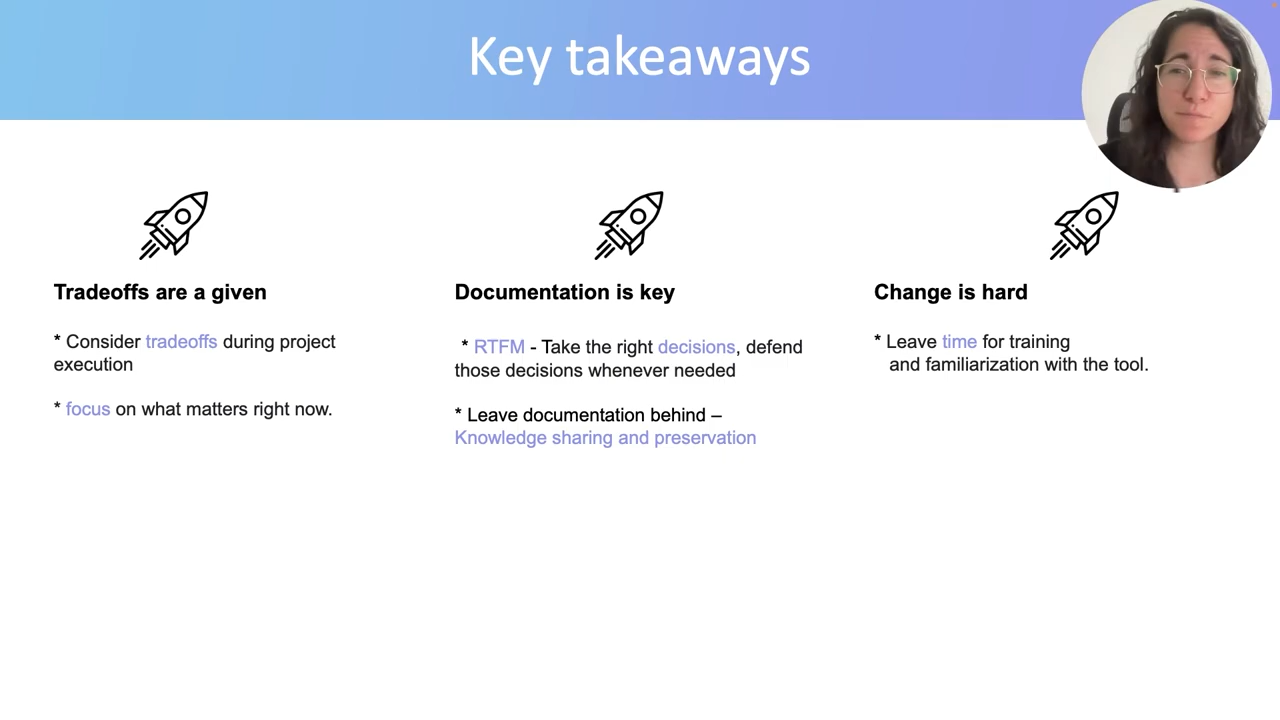 Key takeaways
Tradeoffs are a given
* Consider tradeoffs during project
execution
* focus on what matters right now.
Documentation is key
* RTFM - Take the right decisions, defend
those decisions whenever needed
* Leave documentation behind –
Knowledge sharing and preservation
Change is hard
* Leave time for training
and familiarization with the tool.